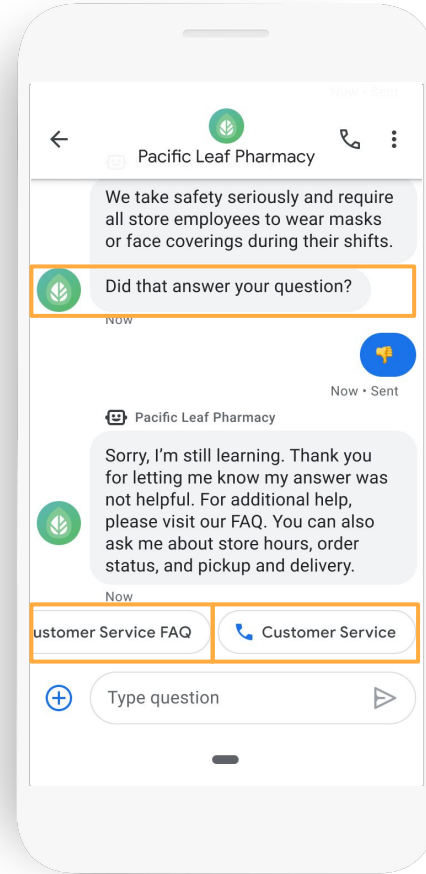 Now • Sent
Pacific Leaf Pharmacy
We take safety seriously and require
all store employees to wear masks
or face coverings during their shifts.
Did that answer your question?
Now
👎
Now • Sent
Pacific Leaf Pharmacy
Sorry, I'm still learning. Thank you
for letting me know my answer was
not helpful. For additional help,
please visit our FAQ. You can also
ask me about store hours, order
status, and pickup and delivery.
Now
ustomer Service FAQ
Customer Service
Type question